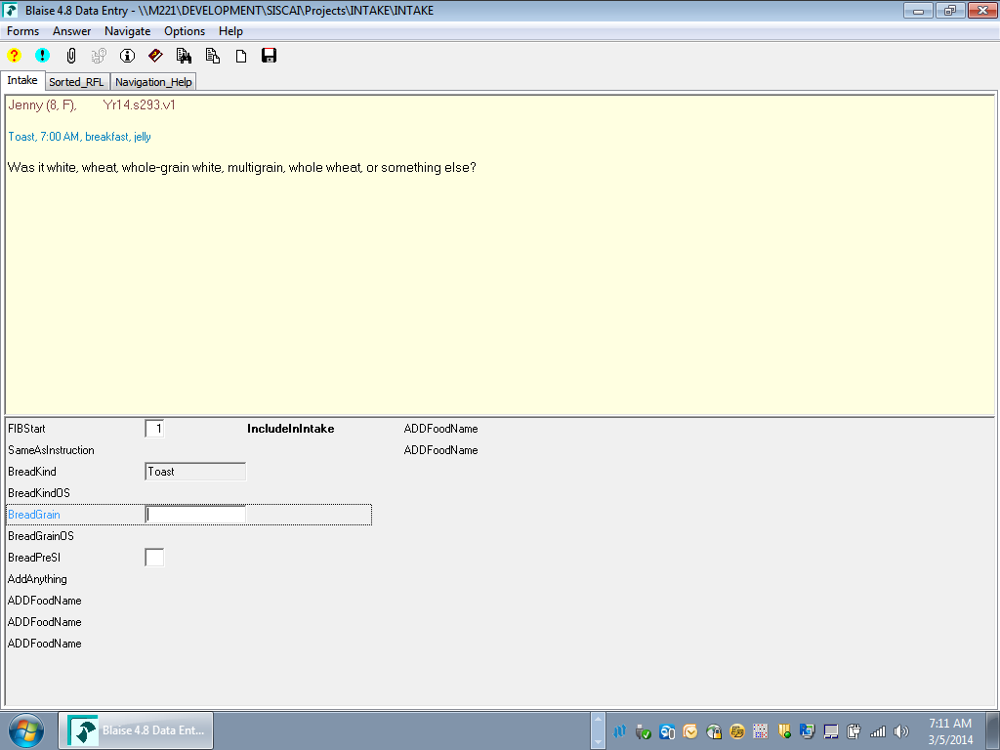 Blaise 4.8 Data Entry - \\M221\DEVELOPMENT\SISCAI\Projects\INTAKE\INTAKE
Forms Answer Navigate Options Help
Intake Sorted_RFL Navigation_Help
Jenny (8, F), Yr14.s293.v1
Toast, 7:00 AM, breakfast, jelly
Was it white, wheat, whole-grain white, multigrain, whole wheat, or something else?
FIBStart 1 IncludeInIntake ADDFoodName
SameAsInstruction ADDFoodName
BreadKind Toast
BreadKindOS
BreadGrain
BreadGrainOS
BreadPreSI
AddAnything
ADDFoodName
ADDFoodName
ADDFoodName
Blaise 4.8 Data Ent...
7:11 AM
3/5/2014